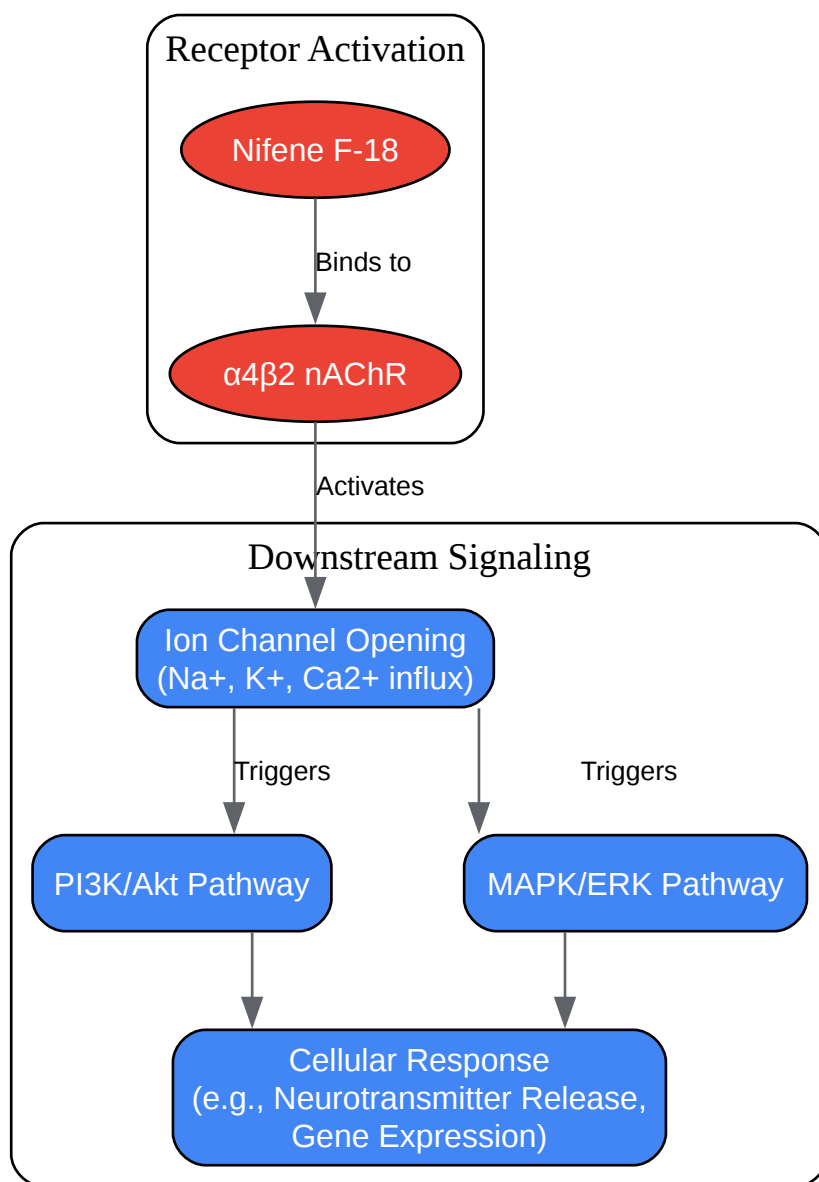 Receptor Activation
Nifene F-18
Binds to
α4β2 nAChR
Activates
Downstream Signaling
Ion Channel Opening
(Na+, K+, Ca2+ influx)
Triggers
Triggers
PI3K/Akt Pathway
MAPK/ERK Pathway
Cellular Response
(e.g., Neurotransmitter Release,
Gene Expression)